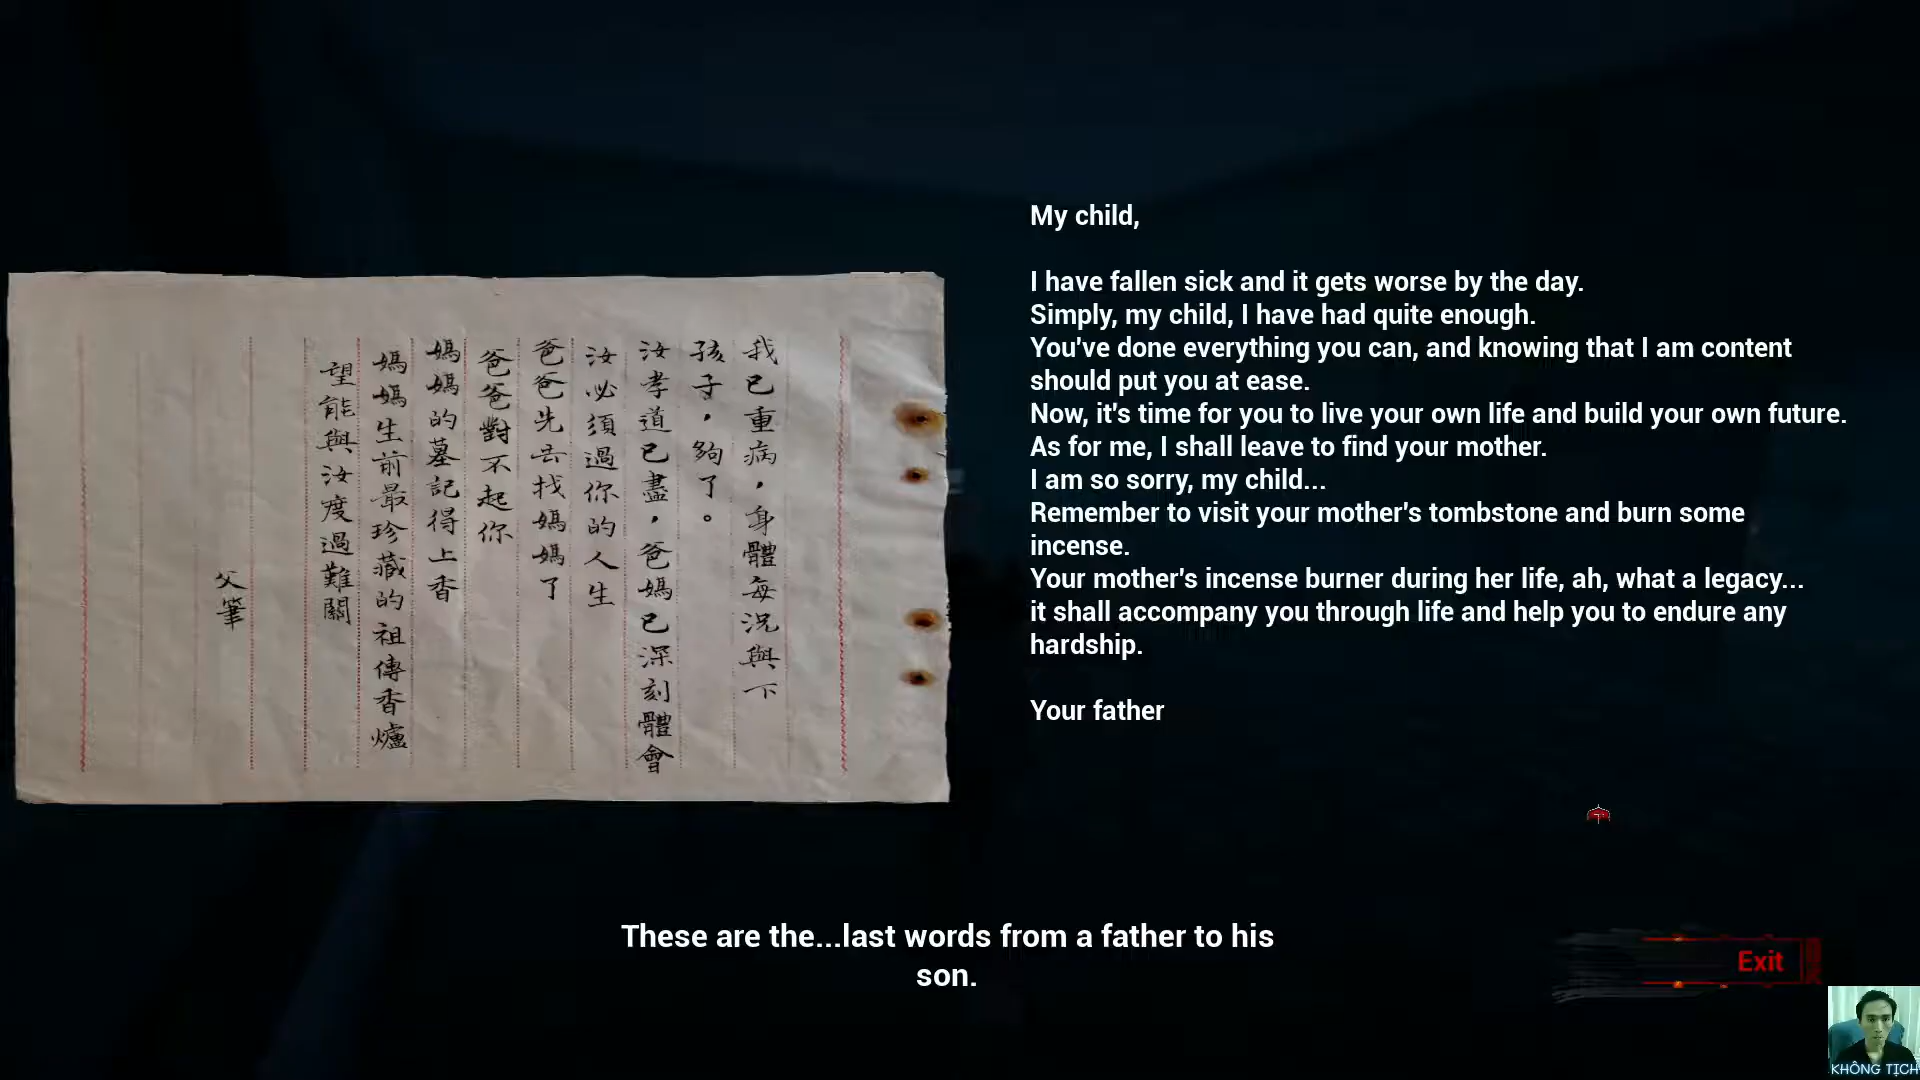 我已重病，身體每況與下
孩子，夠了。
汝孝道已盡，爸媽已深刻體會
汝必須過你的人生
爸爸先去找媽媽了
爸爸對不起你
媽媽的墓記得上香
媽媽生前最珍藏的祖傳香爐
望能與汝度過難關
父筆
My child,
I have fallen sick and it gets worse by the day.
Simply, my child, I have had quite enough.
You've done everything you can, and knowing that I am content
should put you at ease.
Now, it's time for you to live your own life and build your own future.
As for me, I shall leave to find your mother.
I am so sorry, my child...
Remember to visit your mother's tombstone and burn some
incense.
Your mother's incense burner during her life, ah, what a legacy...
it shall accompany you through life and help you to endure any
hardship.
Your father
These are the...last words from a father to his
son.
Exit
KHÔNG TỊCH